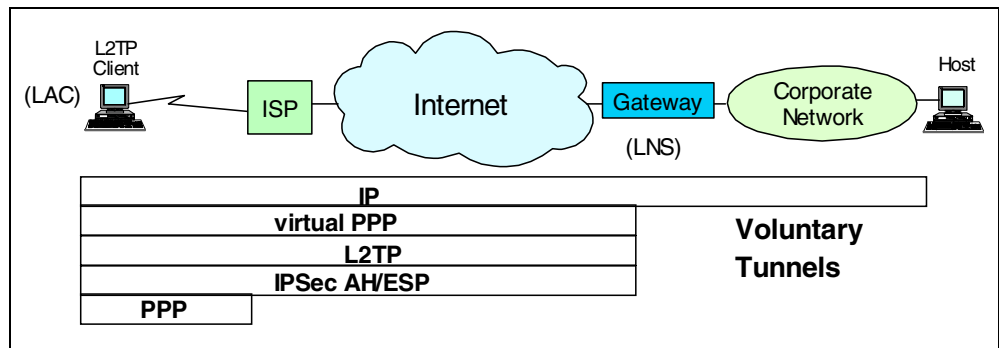 L2TP
Client
(LAC)
ISP
Internet
Gateway
(LNS)
Corporate
Network
Host
IP
virtual PPP
L2TP
IPSec AH/ESP
PPP
Voluntary
Tunnels